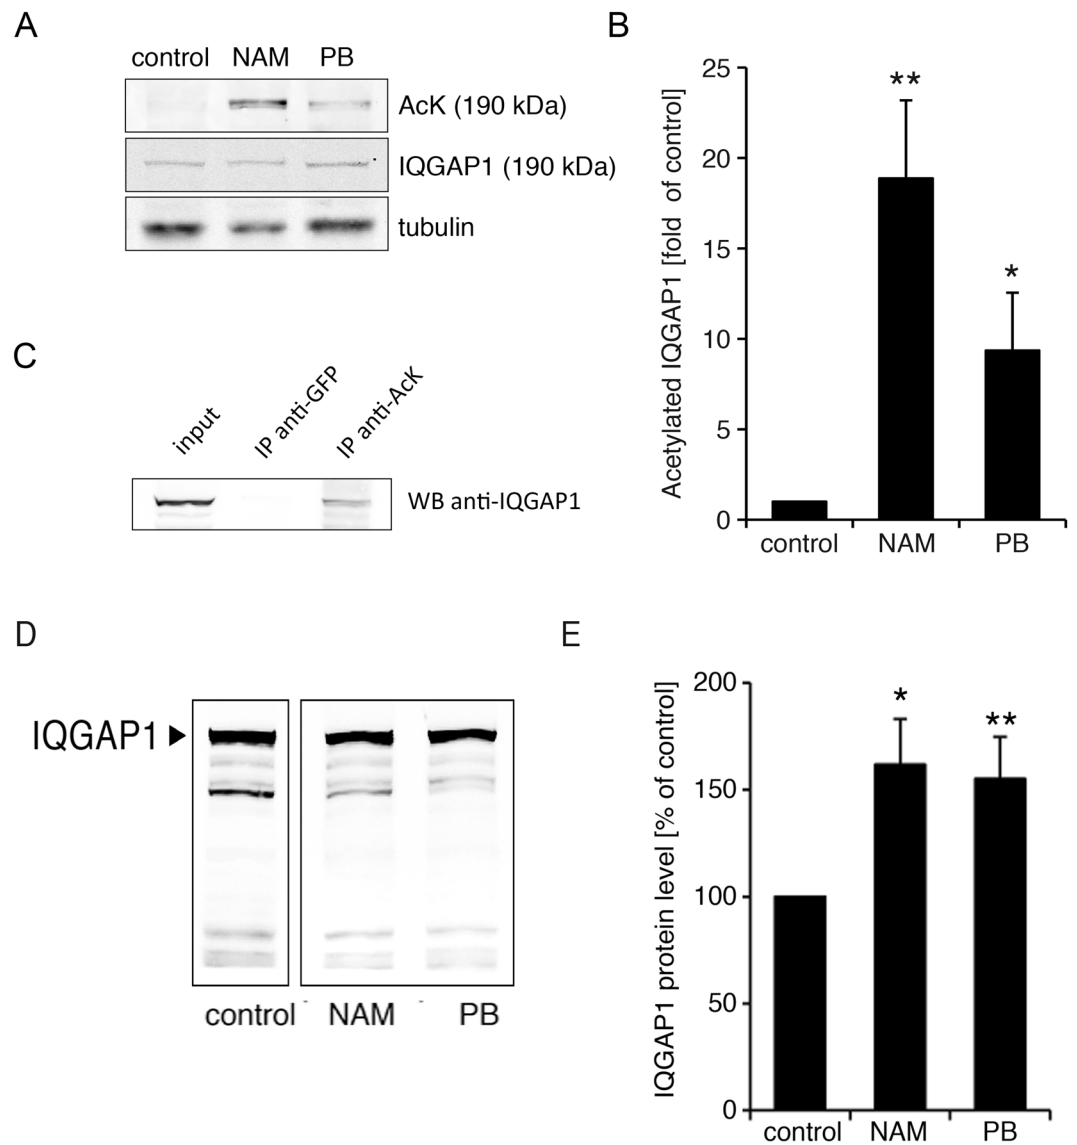 A
control NAM PB
AcK (190 kDa)
IQGAP1 (190 kDa)
tubulin
B
Acetylated IQGAP1 [fold of control]
25
20
15
10
5
0
**
*
control NAM PB
C
input
IP anti-GFP
IP anti-AcK
WB anti-IQGAP1
D
IQGAP1
control NAM PB
E
IQGAP1 protein level [% of control]
200
150
100
50
0
*
**
control NAM PB